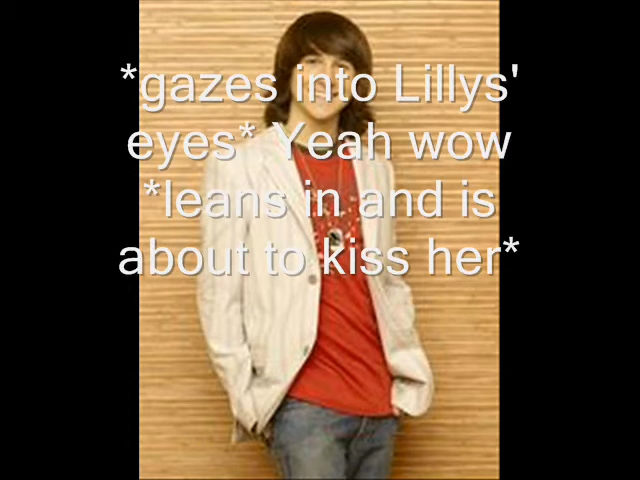 *gazes into Lillys'
eyes* Yeah wow
*leans in and is
about to kiss her*